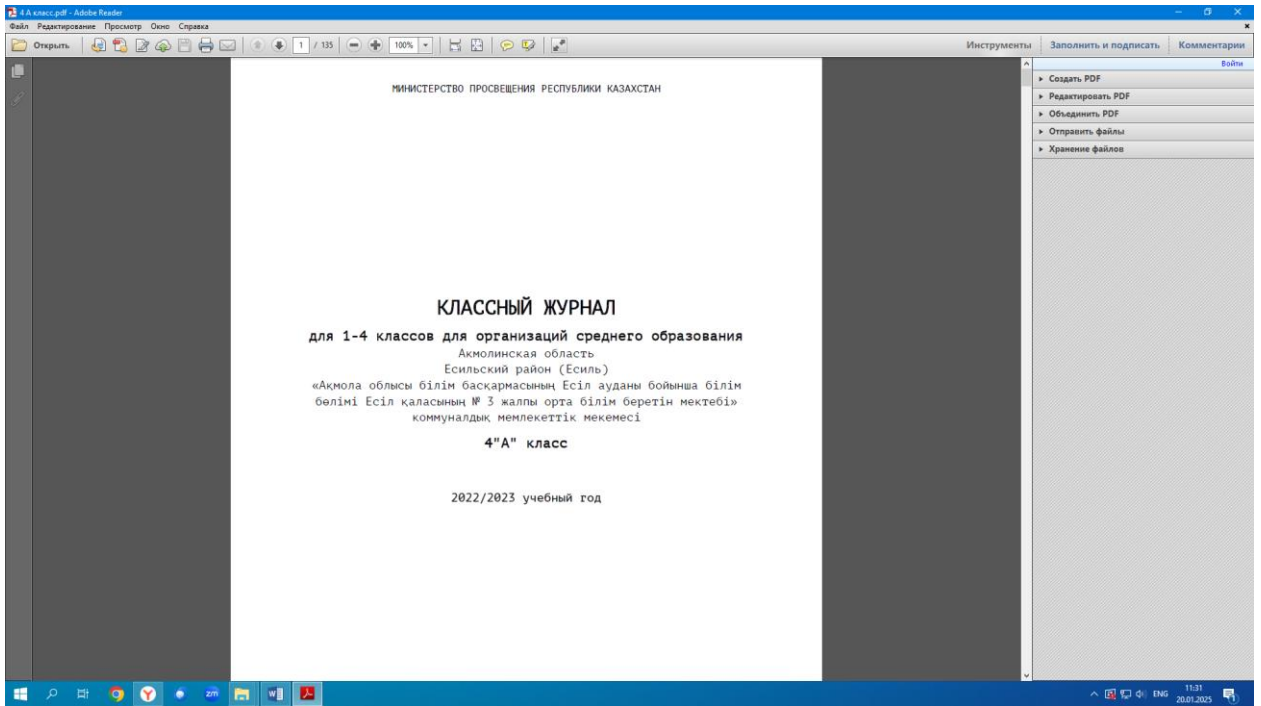 4 А класс.pdf - Adobe Reader
Файл Редактирование Просмотр Окно Справка
Открыть 1 / 135 100% Инструменты Заполнить и подписать Комментарии
Войти
Создать PDF
Редактировать PDF
Объединить PDF
Отправить файлы
Хранение файлов
МИНИСТЕРСТВО ПРОСВЕЩЕНИЯ РЕСПУБЛИКИ КАЗАХСТАН
КЛАССНЫЙ ЖУРНАЛ
для 1-4 классов для организаций среднего образования
Акмолинская область
Есильский район (Есиль)
«Ақмола облысы білім басқармасының Есіл ауданы бойынша білім
бөлімі Есіл қаласының № 3 жалпы орта білім беретін мектебі»
коммуналдық мемлекеттік мекемесі
4"А" класс
2022/2023 учебный год
zm
ENG
11:31
20.01.2025